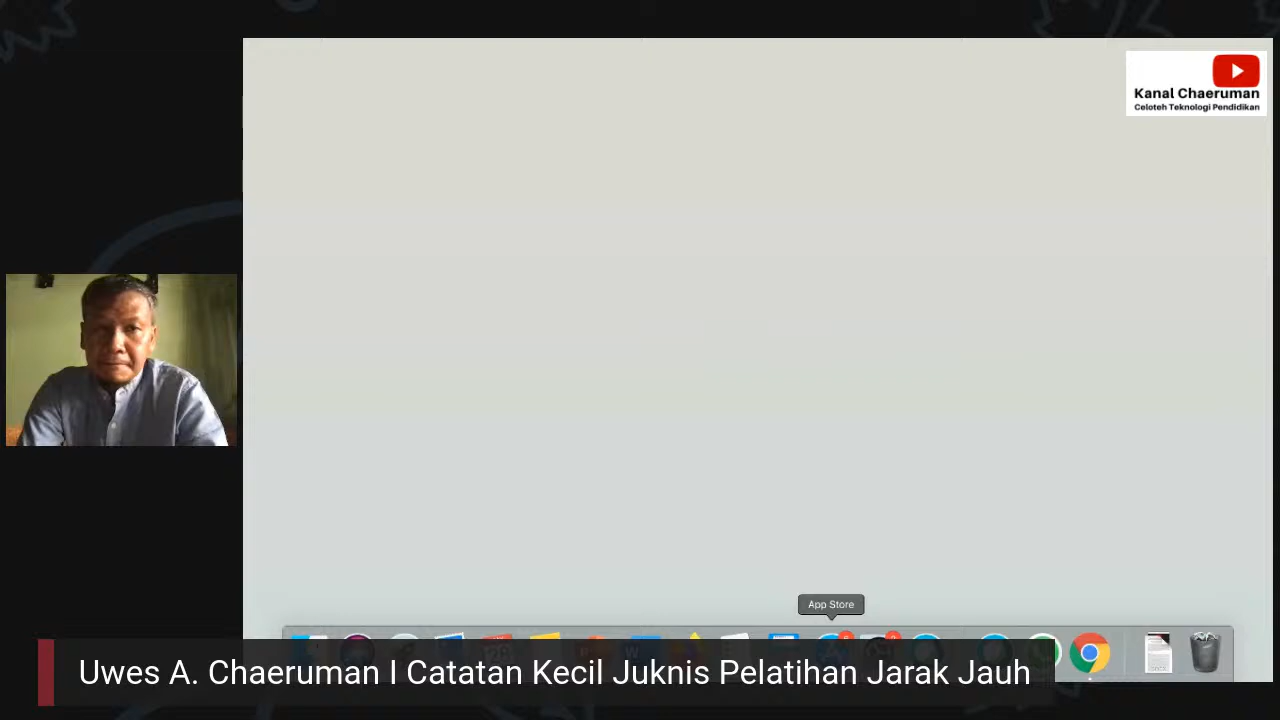 Kanal Chaeruman
Celoteh Teknologi Pendidikan
App Store
Uwes A. Chaeruman I Catatan Kecil Juknis Pelatihan Jarak Jauh